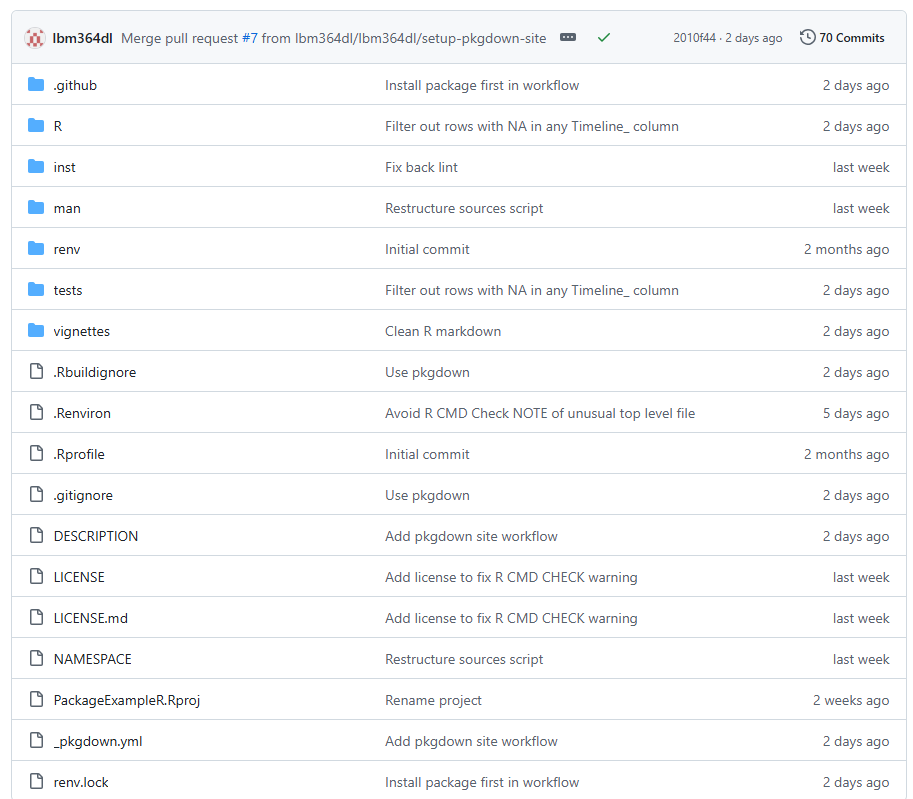 lbm364dl Merge pull request #7 from lbm364dl/lbm364dl/setup-pkgdown-site 2010f44 · 2 days ago 70 Commits
.github Install package first in workflow 2 days ago
R Filter out rows with NA in any Timeline_ column 2 days ago
inst Fix back lint last week
man Restructure sources script last week
renv Initial commit 2 months ago
tests Filter out rows with NA in any Timeline_ column 2 days ago
vignettes Clean R markdown 2 days ago
.Rbuildignore Use pkgdown 2 days ago
.Renviron Avoid R CMD Check NOTE of unusual top level file 5 days ago
.Rprofile Initial commit 2 months ago
.gitignore Use pkgdown 2 days ago
DESCRIPTION Add pkgdown site workflow 2 days ago
LICENSE Add license to fix R CMD CHECK warning last week
LICENSE.md Add license to fix R CMD CHECK warning last week
NAMESPACE Restructure sources script last week
PackageExampleR.Rproj Rename project 2 weeks ago
_pkgdown.yml Add pkgdown site workflow 2 days ago
renv.lock Install package first in workflow 2 days ago